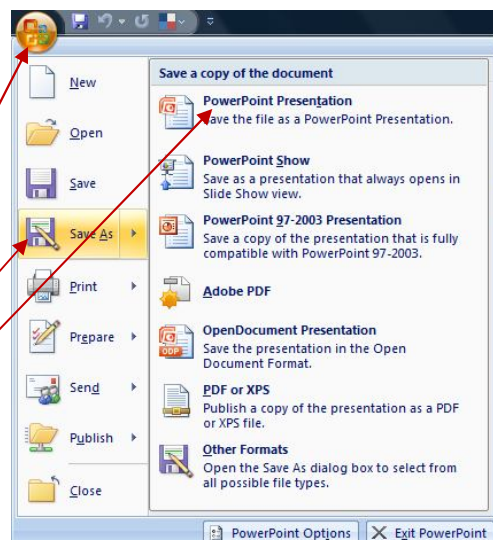 New
Open
Save
Save As
Print
Prepare
Send
Publish
Close
Save a copy of the document
PowerPoint Presentation
Save the file as a PowerPoint Presentation.
PowerPoint Show
Save as a presentation that always opens in
Slide Show view.
PowerPoint 97-2003 Presentation
Save a copy of the presentation that is fully
compatible with PowerPoint 97-2003.
Adobe PDF
ODP
OpenDocument Presentation
Save the presentation in the Open
Document Format.
PDF or XPS
Publish a copy of the presentation as a PDF
or XPS file.
Other Formats
Open the Save As dialog box to select from
all possible file types.
PowerPoint Options
Exit PowerPoint